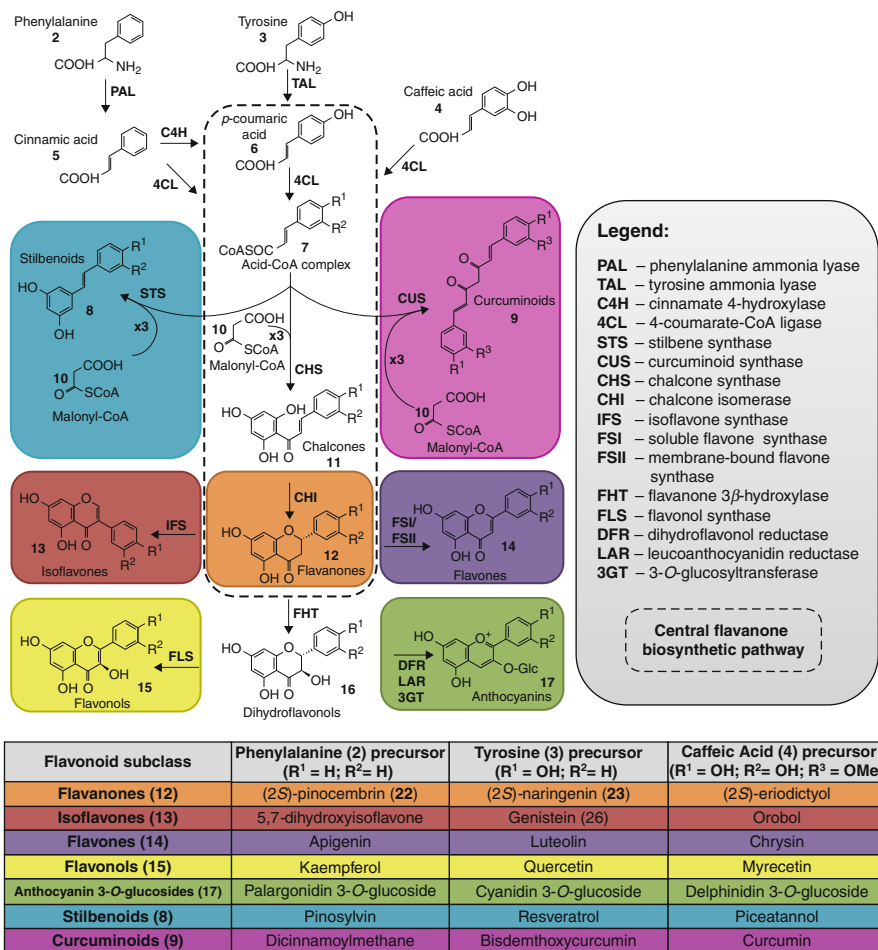 Phenylalanine
2
COOH
NH₂
PAL
Tyrosine
3
OH
COOH
NH₂
TAL
Caffeic acid
4
OH
OH
COOH
4CL
Cinnamic acid
5
COOH
C4H
4CL
p-coumaric
acid
6
OH
COOH
4CL
R¹
R²
CoASOC
7
Acid-CoA complex
Stilbenoids
R¹
R²
HO
8
OH
STS
x3
10
COOH
O
SCoA
Malonyl-CoA
10
COOH
x3
O
SCoA
Malonyl-CoA
CHS
R¹
R³
O
O
CUS
Curcuminoids
9
R³
R¹
x3
10
COOH
O
SCoA
Malonyl-CoA
HO
OH
R¹
R²
OH
O
Chalcones
11
CHI
HO
O
13
OH
O
R¹
R²
Isoflavones
IFS
HO
O
R¹
R²
12
OH
O
Flavanones
FSI/
FSII
HO
O
R¹
R²
14
OH
O
Flavones
FHT
HO
O
R¹
R²
OH
OH
O
15
Flavonols
FLS
HO
O
R¹
R²
OH
OH
O
16
Dihydroflavonols
DFR
LAR
3GT
HO
O⁺
R¹
R²
O-Glc
OH
17
Anthocyanins
Legend:
PAL – phenylalanine ammonia lyase
TAL – tyrosine ammonia lyase
C4H – cinnamate 4-hydroxylase
4CL – 4-coumarate-CoA ligase
STS – stilbene synthase
CUS – curcuminoid synthase
CHS – chalcone synthase
CHI – chalcone isomerase
IFS – isoflavone synthase
FSI – soluble flavone synthase
FSII – membrane-bound flavone
synthase
FHT – flavanone 3β-hydroxylase
FLS – flavonol synthase
DFR – dihydroflavonol reductase
LAR – leucoanthocyanidin reductase
3GT – 3-O-glucosyltransferase
Central flavanone
biosynthetic pathway
Flavonoid subclass
Phenylalanine (2) precursor
(R¹ = H; R²= H)
Tyrosine (3) precursor
(R¹ = OH; R²= H)
Caffeic Acid (4) precursor
(R¹ = OH; R²= OH; R³ = OMe
Flavanones (12) (2S)-pinocembrin (22) (2S)-naringenin (23) (2S)-eriodictyol
Isoflavones (13) 5,7-dihydroxyisoflavone Genistein (26) Orobol
Flavones (14) Apigenin Luteolin Chrysin
Flavonols (15) Kaempferol Quercetin Myrecetin
Anthocyanin 3-O-glucosides (17) Palargonidin 3-O-glucoside Cyanidin 3-O-glucoside Delphinidin 3-O-glucoside
Stilbenoids (8) Pinosylvin Resveratrol Piceatannol
Curcuminoids (9) Dicinnamoylmethane Bisdemthoxycurcumin Curcumin